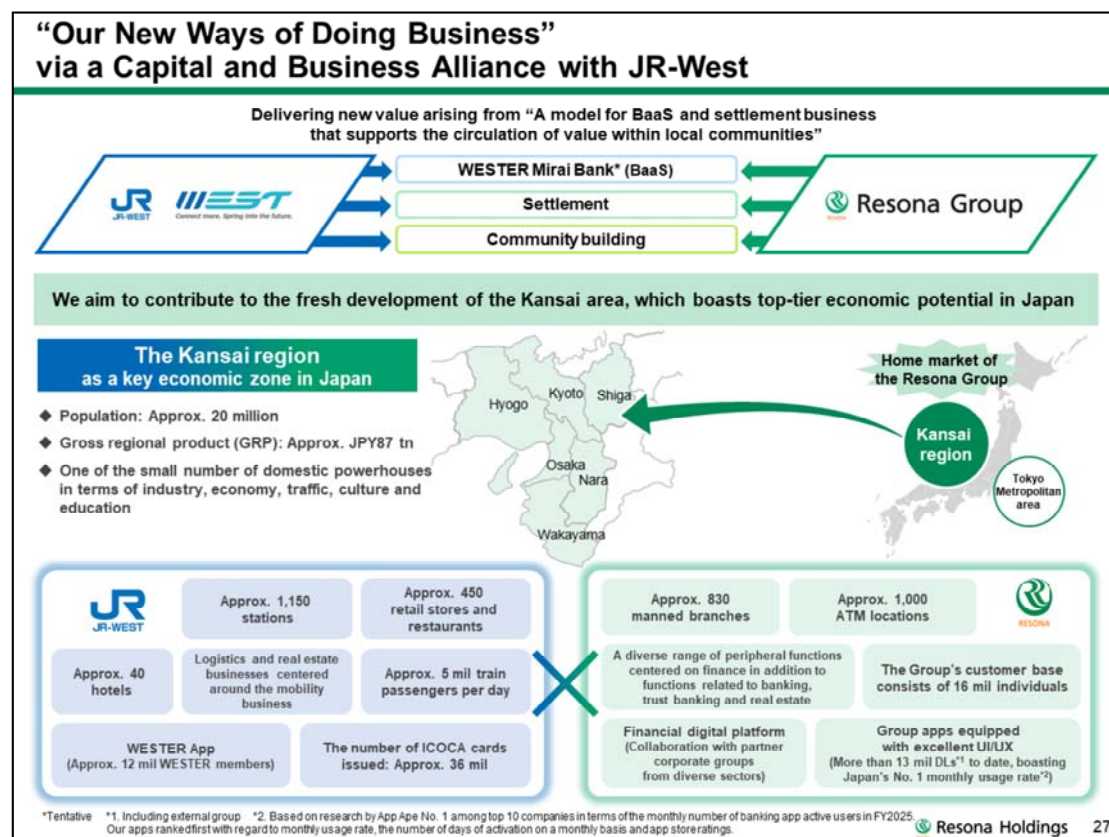 “Our New Ways of Doing Business”
via a Capital and Business Alliance with JR-West
Delivering new value arising from “A model for BaaS and settlement business
that supports the circulation of value within local communities”
JR
JR-WEST
WEST
Connect more. Spring into the future.
WESTER Mirai Bank* (BaaS)
Settlement
Community building
RESONA
Resona Group
We aim to contribute to the fresh development of the Kansai area, which boasts top-tier economic potential in Japan
The Kansai region
as a key economic zone in Japan
◆ Population: Approx. 20 million
◆ Gross regional product (GRP): Approx. JPY87 tn
◆ One of the small number of domestic powerhouses
in terms of industry, economy, traffic, culture and
education
Hyogo
Kyoto
Shiga
Osaka
Nara
Wakayama
Home market of
the Resona Group
Kansai
region
Tokyo
Metropolitan
area
JR
JR-WEST
Approx. 1,150
stations
Approx. 450
retail stores and
restaurants
Approx. 40
hotels
Logistics and real estate
businesses centered
around the mobility
business
Approx. 5 mil train
passengers per day
WESTER App
(Approx. 12 mil WESTER members)
The number of ICOCA cards
issued: Approx. 36 mil
Approx. 830
manned branches
Approx. 1,000
ATM locations
RESONA
A diverse range of peripheral functions
centered on finance in addition to
functions related to banking,
trust banking and real estate
The Group’s customer base
consists of 16 mil individuals
Financial digital platform
(Collaboration with partner
corporate groups
from diverse sectors)
Group apps equipped
with excellent UI/UX
(More than 13 mil DLs*1 to date, boasting
Japan’s No. 1 monthly usage rate*2)
*Tentative *1. Including external group *2. Based on research by App Ape No. 1 among top 10 companies in terms of the monthly number of banking app active users in FY2025.
Our apps ranked first with regard to monthly usage rate, the number of days of activation on a monthly basis and app store ratings.
Resona Holdings 27